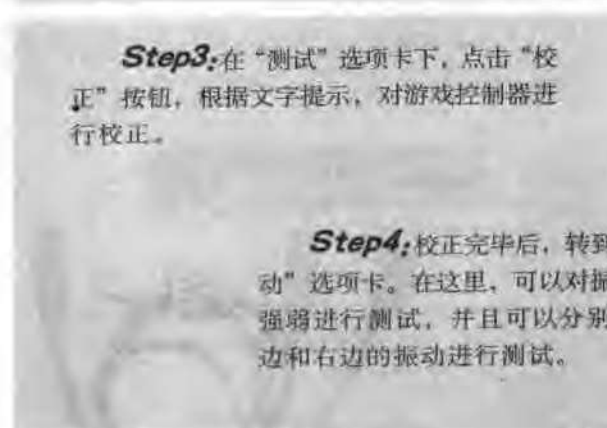 Step3:在“测试”选项卡下，点击“校
正”按钮，根据文字提示，对游戏控制器进
行校正。
Step4:校正完毕后，转到
动”选项卡。在这里，可以对振
强弱进行测试，并且可以分别
边和右边的振动进行测试。